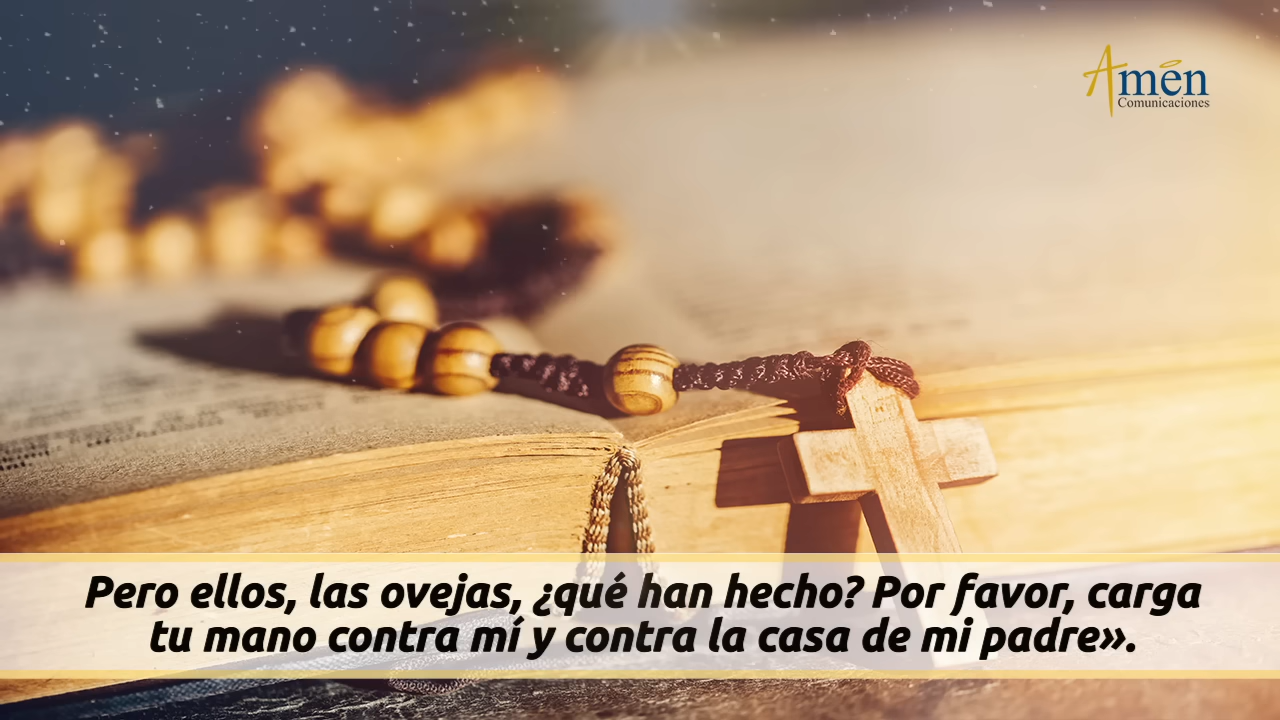 Amén
Comunicaciones
Pero ellos, las ovejas, ¿qué han hecho? Por favor, carga
tu mano contra mí y contra la casa de mi padre».